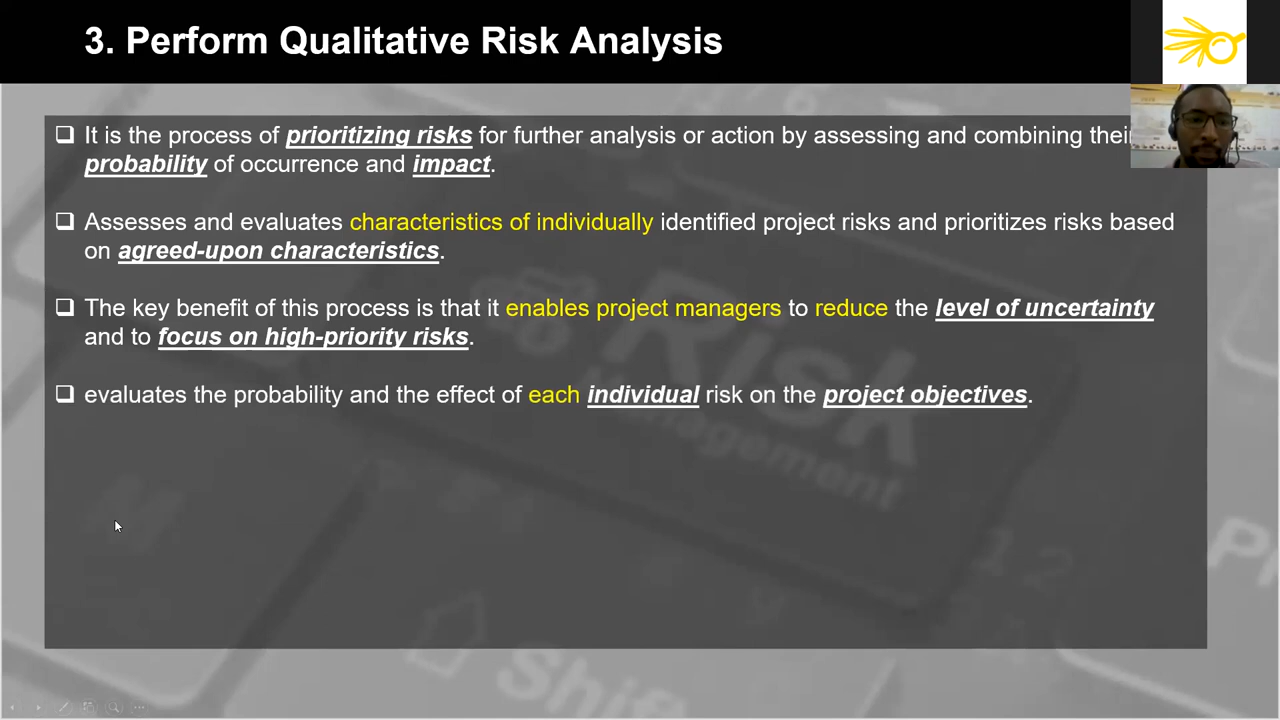 3. Perform Qualitative Risk Analysis
It is the process of prioritizing risks for further analysis or action by assessing and combining their
probability of occurrence and impact.
Assesses and evaluates characteristics of individually identified project risks and prioritizes risks based
on agreed-upon characteristics.
The key benefit of this process is that it enables project managers to reduce the level of uncertainty
and to focus on high-priority risks.
evaluates the probability and the effect of each individual risk on the project objectives.
Risk
Management
Shift